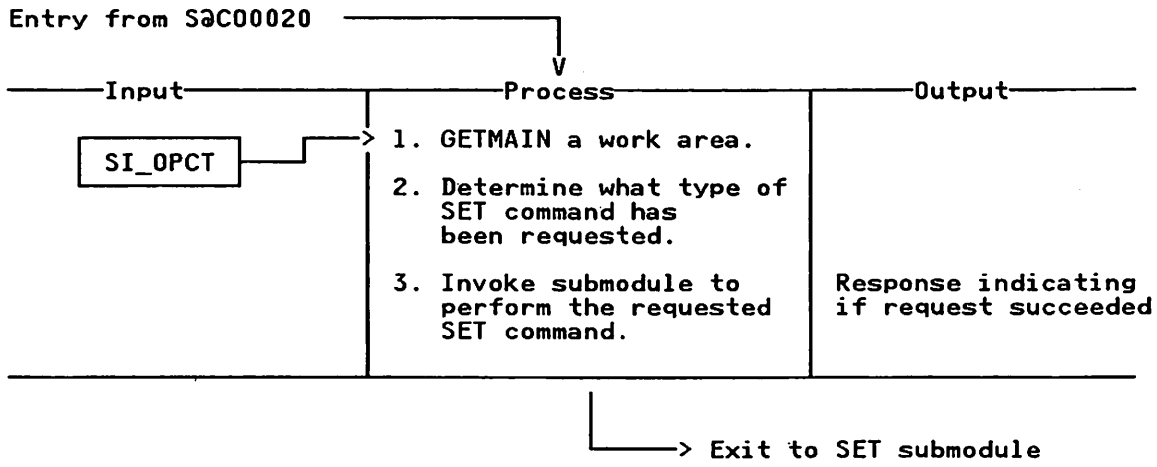 Entry from S∂C00020
Input
Process
Output
SI_OPCT
1. GETMAIN a work area.
2. Determine what type of
SET command has
been requested.
3. Invoke submodule to
perform the requested
SET command.
Response indicating
if request succeeded
Exit to SET submodule